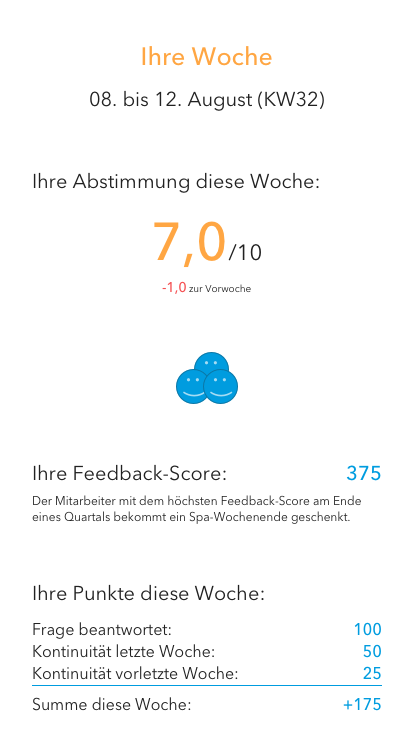 Ihre Woche
08. bis 12. August (KW32)
Ihre Abstimmung diese Woche:
7,0/10
-1,0 zur Vorwoche
Ihre Feedback-Score: 375
Der Mitarbeiter mit dem höchsten Feedback-Score am Ende
eines Quartals bekommt ein Spa-Wochenende geschenkt.
Ihre Punkte diese Woche:
Frage beantwortet: 100
Kontinuität letzte Woche: 50
Kontinuität vorletzte Woche: 25
Summe diese Woche: +175